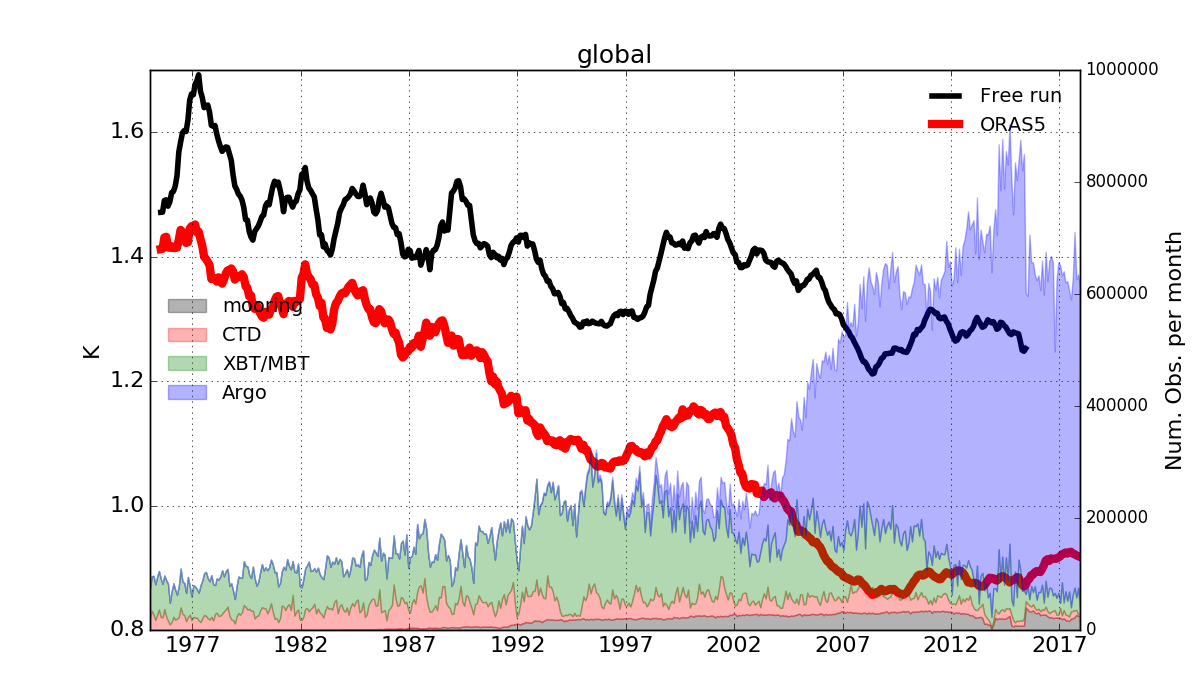 global
1000000
Free run
ORAS5
1.6
800000
1.4
600000
mooring
CTD
XBT/MBT
Argo
K
Num. Obs. per month
1.2
400000
1.0
200000
0.8
0
1977 1982 1987 1992 1997 2002 2007 2012 2017